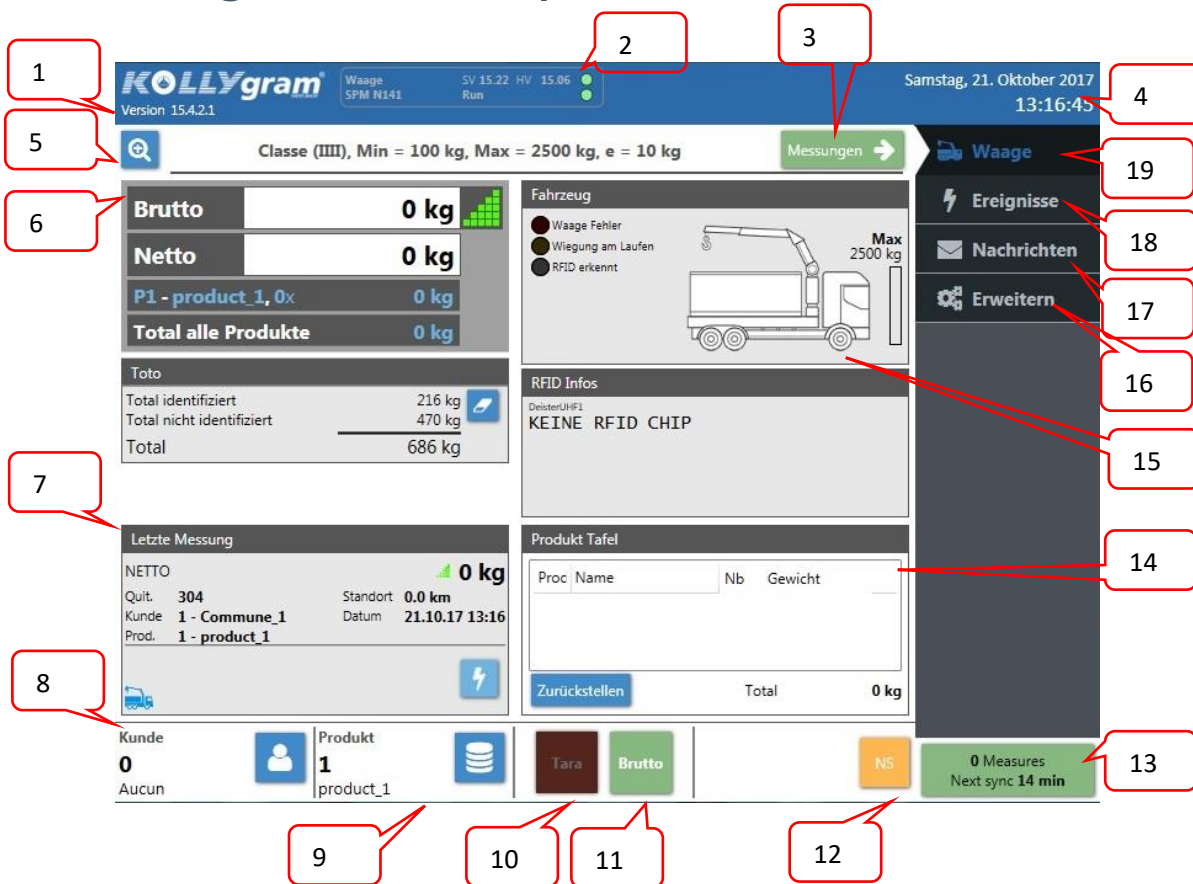 1
2
3
4
5
6
7
8
9
10
11
12
13
14
15
16
17
18
19
KOLLYgram
Version 15.4.2.1
Waage SV 15.22 HV 15.06
SPM N141 Run
Samstag, 21. Oktober 2017
13:16:45
Classe (IIII), Min = 100 kg, Max = 2500 kg, e = 10 kg
Messungen
Waage
Ereignisse
Nachrichten
Erweitern
Brutto 0 kg
Netto 0 kg
P1 - product_1, 0x 0 kg
Total alle Produkte 0 kg
Fahrzeug
Waage Fehler
Wiegung am Laufen
RFID erkennt
Max
2500 kg
Toto
Total identifiziert 216 kg
Total nicht identifiziert 470 kg
Total 686 kg
RFID Infos
DeisterUHF1
KEINE RFID CHIP
Letzte Messung
NETTO 0 kg
Quit. 304 Standort 0.0 km
Kunde 1 - Commune_1 Datum 21.10.17 13:16
Prod. 1 - product_1
Produkt Tafel
Proc Name Nb Gewicht
Zurückstellen Total 0 kg
Kunde
0
Aucun
Produkt
1
product_1
Tara
Brutto
NS
0 Measures
Next sync 14 min